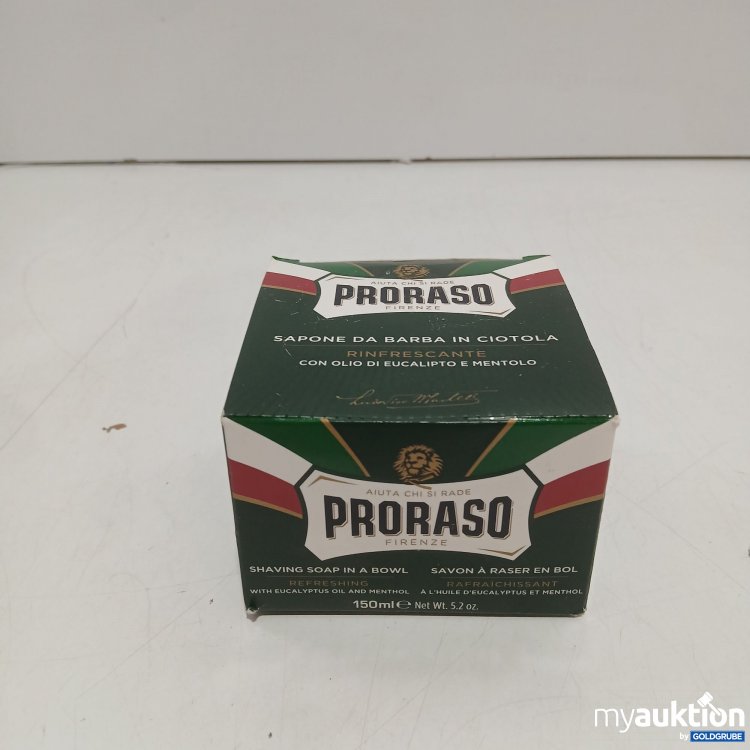 AIUTA CHI SI RADE
PRORASO
FIRENZE
SAPONE DA BARBA IN CIOTOLA
RINFRESCANTE
CON OLIO DI EUCALIPTO E MENTOLO
AIUTA CHI SI RADE
PRORASO
FIRENZE
SHAVING SOAP IN A BOWL
REFRESHING
WITH EUCALYPTUS OIL AND MENTHOL
SAVON À RASER EN BOL
RAFRAÎCHISSANT
À L'HUILE D'EUCALYPTUS ET MENTHOL
150ml℮ Net Wt. 5.2 oz.
myauktion
by GOLDGRUBE